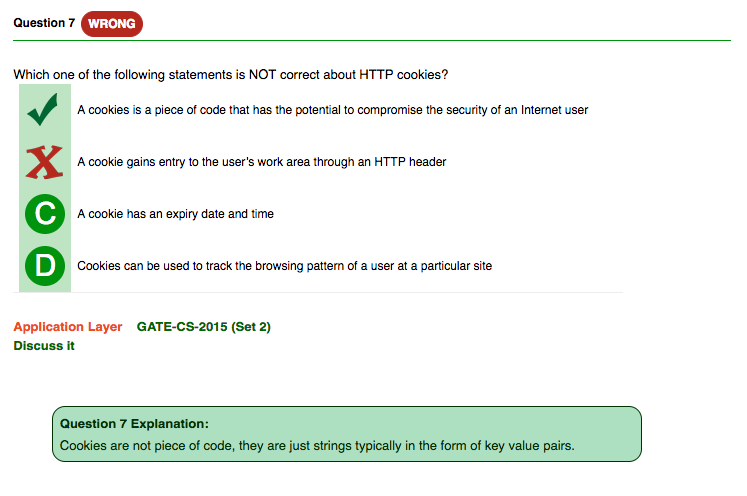 Question 7 WRONG
Which one of the following statements is NOT correct about HTTP cookies?
A cookies is a piece of code that has the potential to compromise the security of an Internet user
X A cookie gains entry to the user's work area through an HTTP header
C A cookie has an expiry date and time
D Cookies can be used to track the browsing pattern of a user at a particular site
Application Layer GATE-CS-2015 (Set 2)
Discuss it
Question 7 Explanation:
Cookies are not piece of code, they are just strings typically in the form of key value pairs.